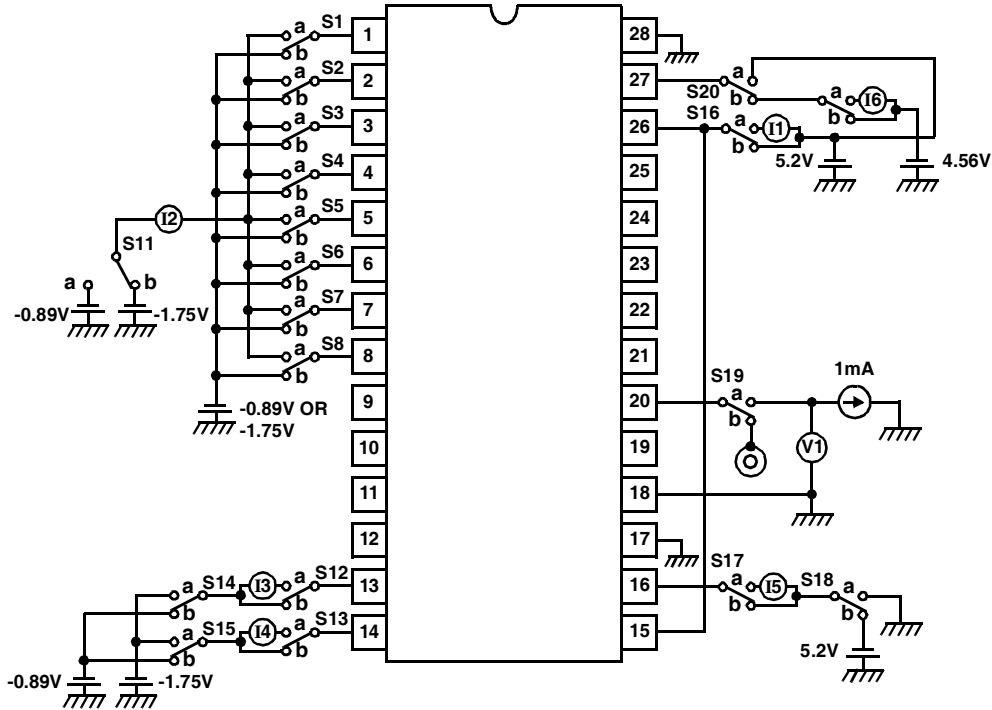 a S1 1
b
a S2 2
b
a S3 3
b
a S4 4
b
I2 a S5 5
b
S11
a S6 6
b
a b
-0.89V -1.75V
a S7 7
b
a S8 8
b
-0.89V OR
-1.75V
9
10
11
12
S14 I3 a S12 13
a
b b
S15 I4 a S13 14
a
b b
-0.89V -1.75V
28
27 a
S20 b a I6
b
26 S16 a I1
b
5.2V 4.56V
25
24
23
22
21
1mA
20 S19 a
b
19 V1
18
17
16 S17 a I5 S18 a
b b
15
5.2V